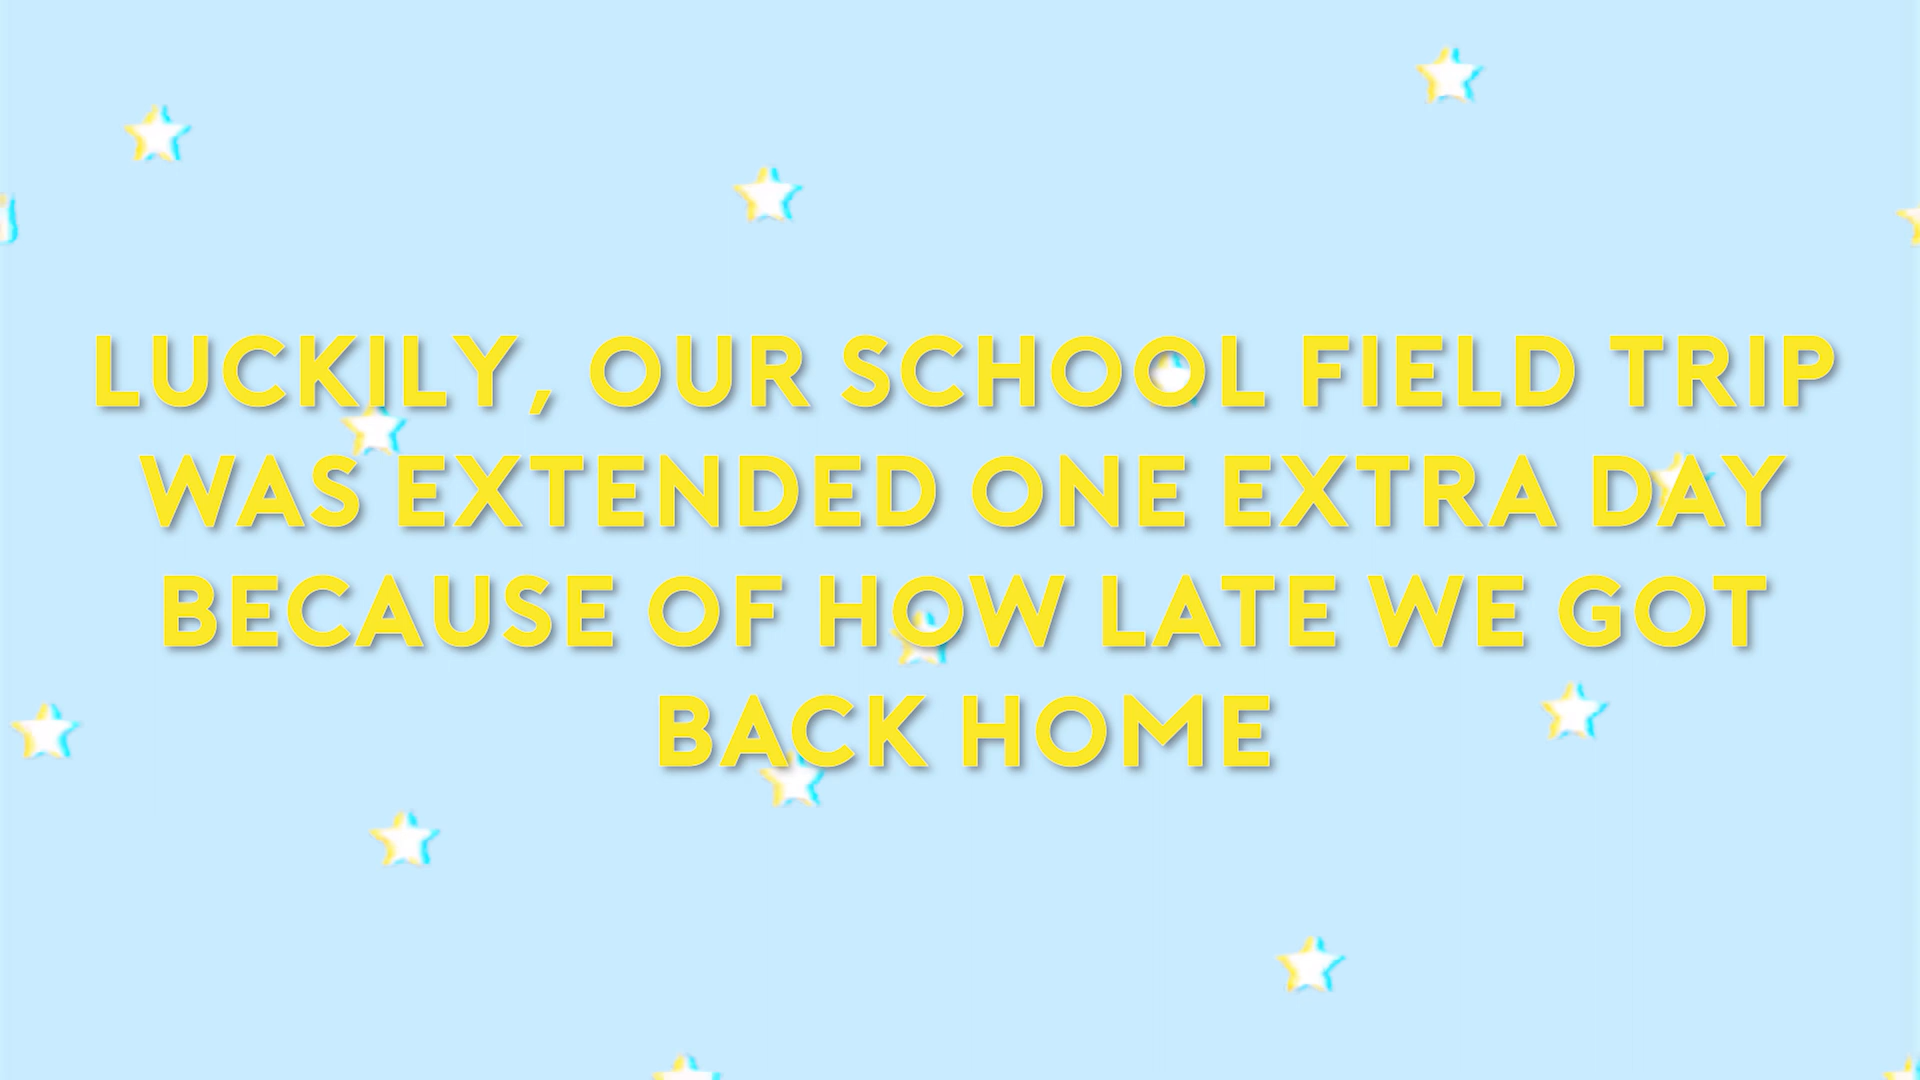 LUCKILY, OUR SCHOOL FIELD TRIP
WAS EXTENDED ONE EXTRA DAY
BECAUSE OF HOW LATE WE GOT
BACK HOME